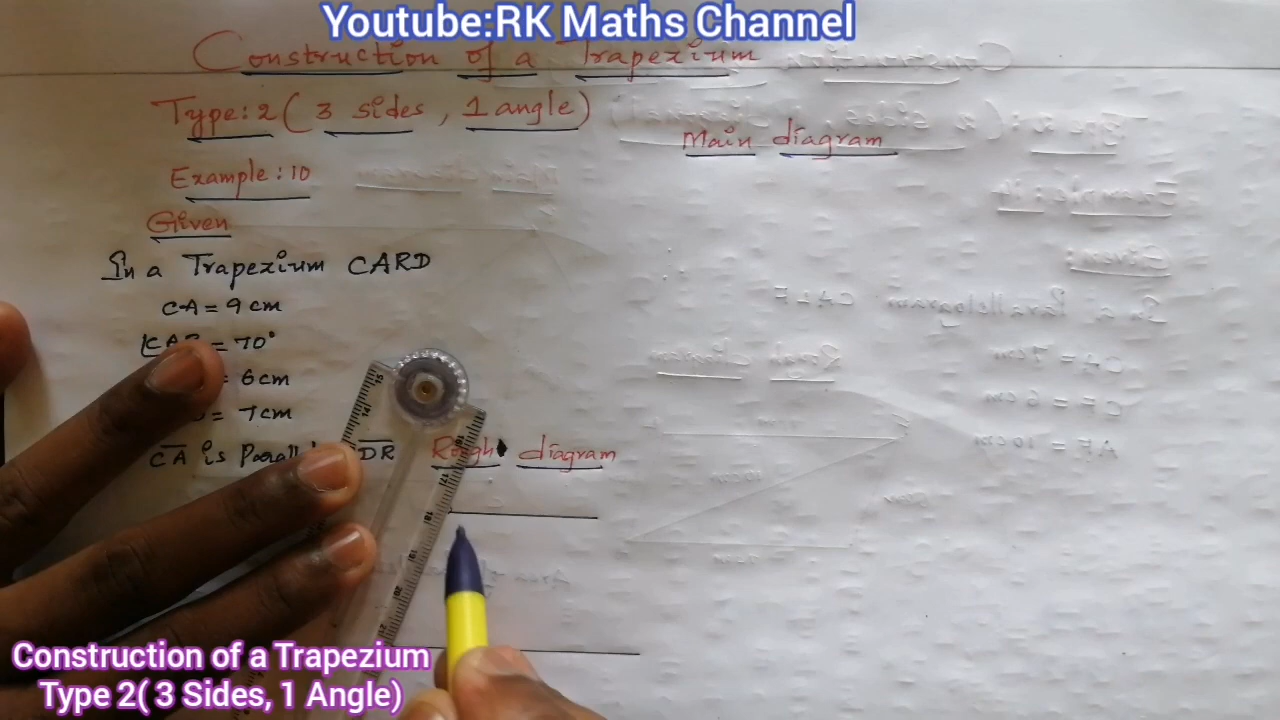 Youtube:RK Maths Channel
Construction of a Trapezium
Type: 2 ( 3 sides , 1 angle)
Main diagram
Example : 10
Given
In a Trapezium CARD
CA = 9 cm
= 70°
= 6 cm
= 7 cm
CA is DR
Rough diagram
Construction of a Trapezium
Type 2( 3 Sides, 1 Angle)